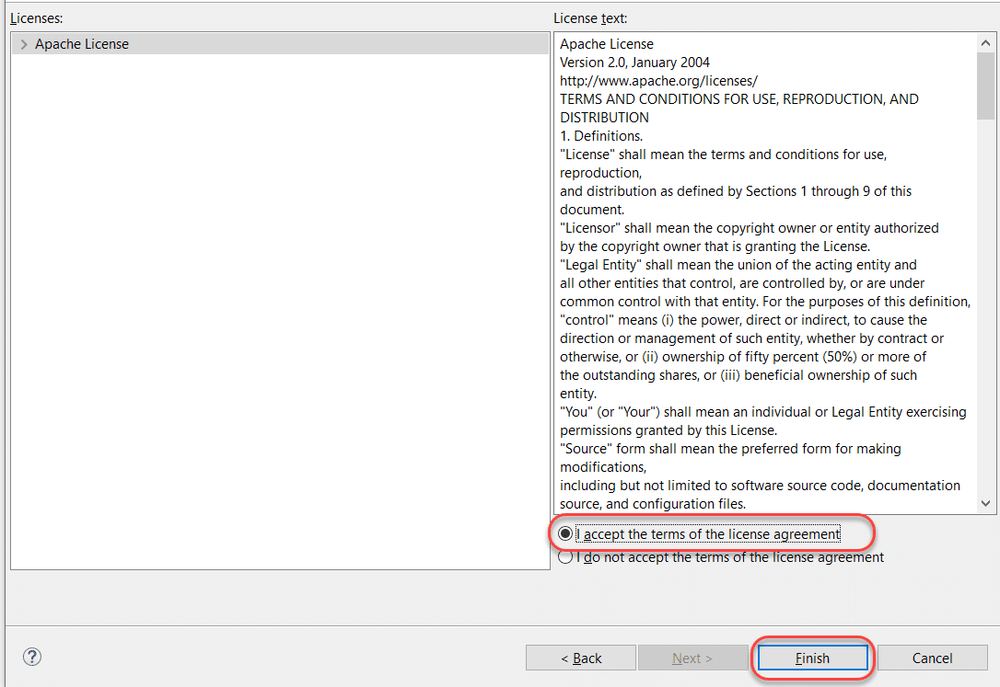 Licenses:
Apache License
License text:
Apache License
Version 2.0, January 2004
http://www.apache.org/licenses/
TERMS AND CONDITIONS FOR USE, REPRODUCTION, AND
DISTRIBUTION
1. Definitions.
"License" shall mean the terms and conditions for use,
reproduction,
and distribution as defined by Sections 1 through 9 of this
document.
"Licensor" shall mean the copyright owner or entity authorized
by the copyright owner that is granting the License.
"Legal Entity" shall mean the union of the acting entity and
all other entities that control, are controlled by, or are under
common control with that entity. For the purposes of this definition,
"control" means (i) the power, direct or indirect, to cause the
direction or management of such entity, whether by contract or
otherwise, or (ii) ownership of fifty percent (50%) or more of
the outstanding shares, or (iii) beneficial ownership of such
entity.
"You" (or "Your") shall mean an individual or Legal Entity exercising
permissions granted by this License.
"Source" form shall mean the preferred form for making
modifications,
including but not limited to software source code, documentation
source, and configuration files.
I accept the terms of the license agreement
I do not accept the terms of the license agreement
?
< Back
Next >
Finish
Cancel